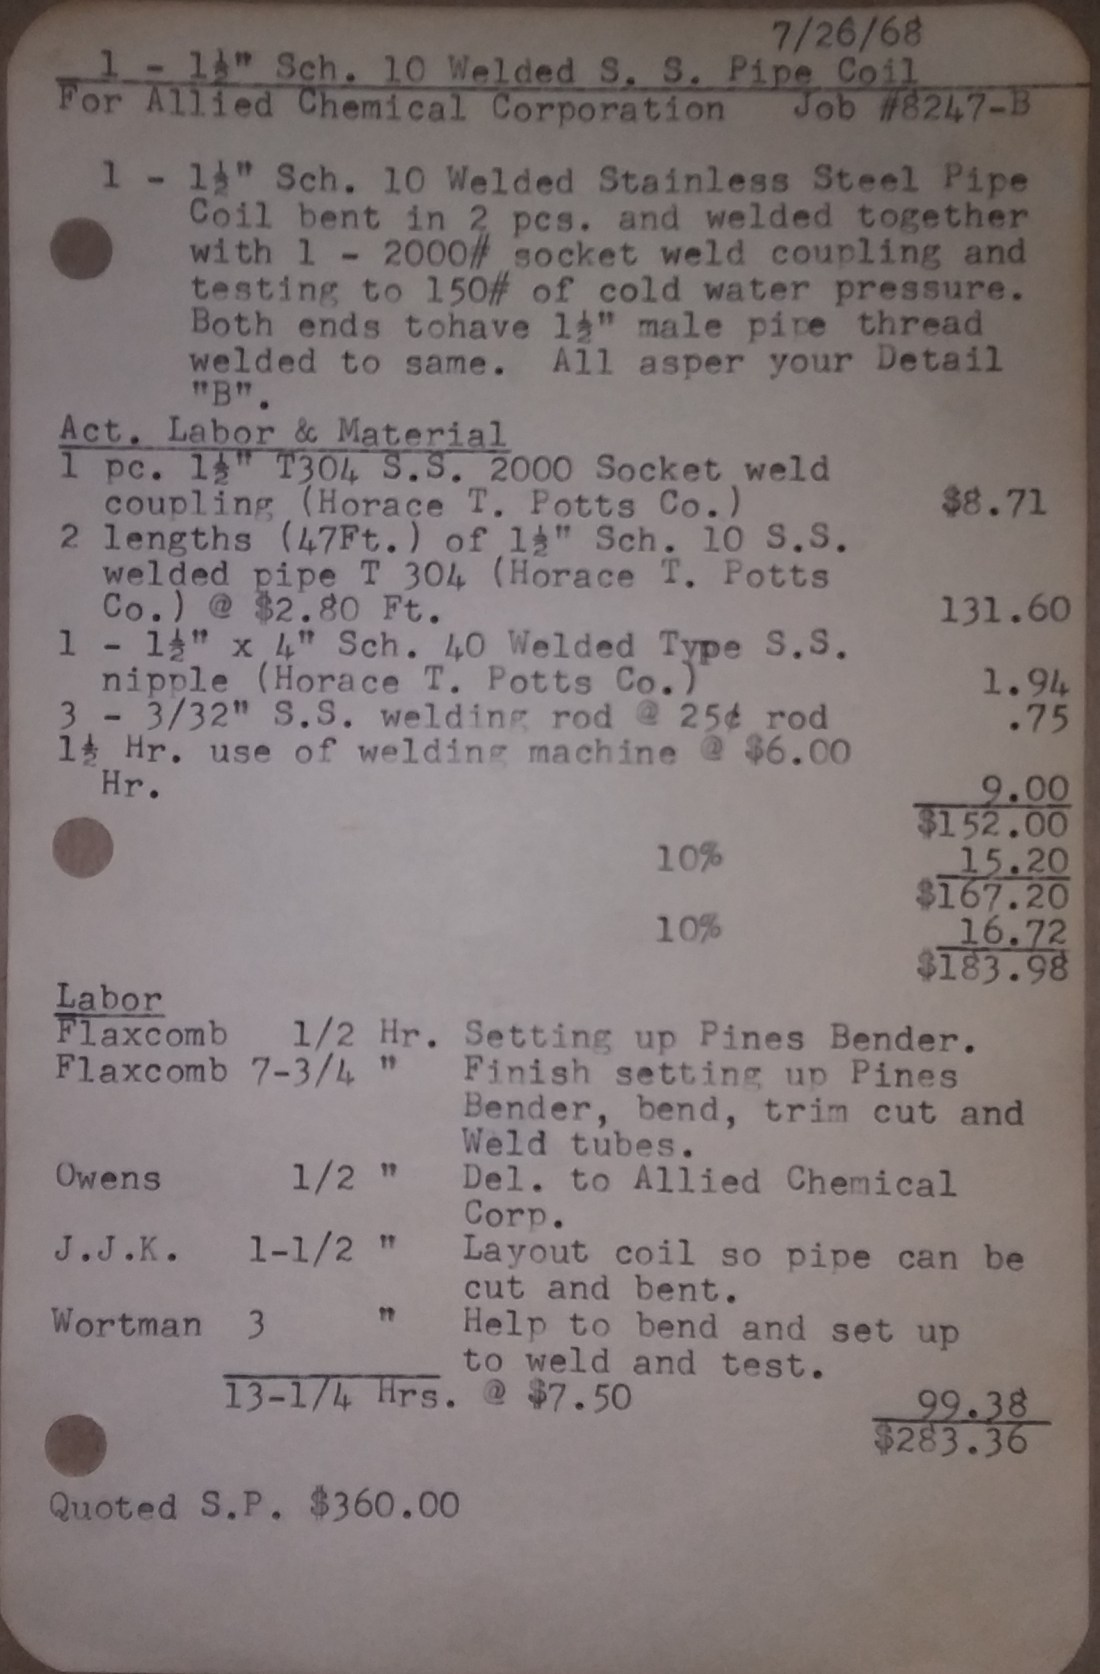 7/26/68
1 - 1½" Sch. 10 Welded S. S. Pipe Coil
For Allied Chemical Corporation Job #8247-B
1 - 1½" Sch. 10 Welded Stainless Steel Pipe
Coil bent in 2 pcs. and welded together
with 1 - 2000# socket weld coupling and
testing to 150# of cold water pressure.
Both ends tohave 1½" male pipe thread
welded to same. All asper your Detail
"B".
Act. Labor & Material
1 pc. 1½" T304 S.S. 2000 Socket weld
coupling (Horace T. Potts Co.) $8.71
2 lengths (47Ft.) of 1½" Sch. 10 S.S.
welded pipe T 304 (Horace T. Potts
Co.) @ $2.80 Ft. 131.60
1 - 1½" x 4" Sch. 40 Welded Type S.S.
nipple (Horace T. Potts Co.) 1.94
3 - 3/32" S.S. welding rod @ 25¢ rod .75
1½ Hr. use of welding machine @ $6.00
Hr. 9.00
$152.00
10% 15.20
$167.20
10% 16.72
$183.98
Labor
Flaxcomb 1/2 Hr. Setting up Pines Bender.
Flaxcomb 7-3/4 " Finish setting up Pines
Bender, bend, trim cut and
Weld tubes.
Owens 1/2 " Del. to Allied Chemical
Corp.
J.J.K. 1-1/2 " Layout coil so pipe can be
cut and bent.
Wortman 3 " Help to bend and set up
to weld and test.
13-1/4 Hrs. @ $7.50 99.38
$283.36
Quoted S.P. $360.00